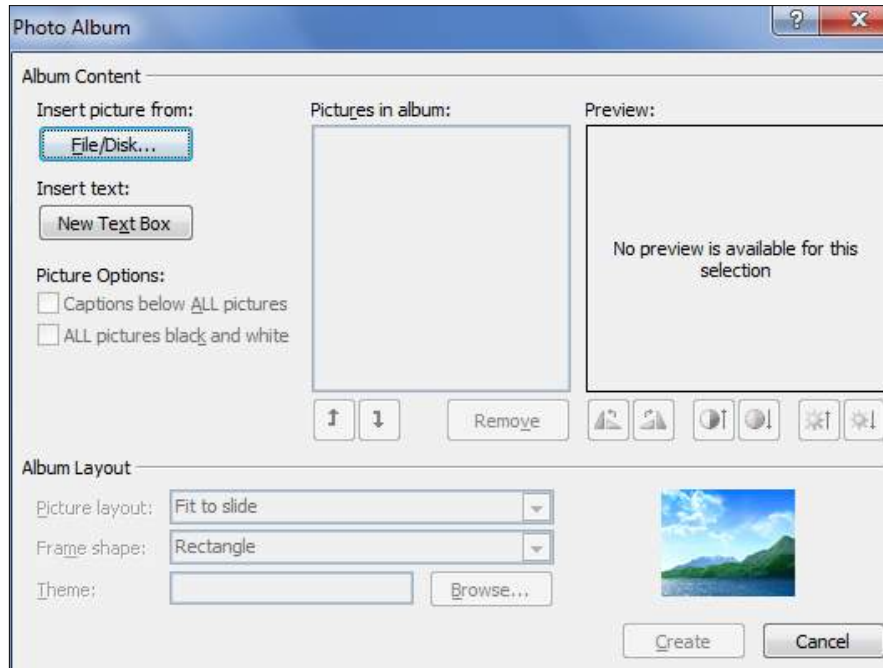 Photo Album
Album Content
Insert picture from:
File/Disk...
Insert text:
New Text Box
Picture Options:
Captions below ALL pictures
ALL pictures black and white
Pictures in album:
Remove
Preview:
No preview is available for this
selection
Album Layout
Picture layout: Fit to slide
Frame shape: Rectangle
Theme: Browse...
Create Cancel